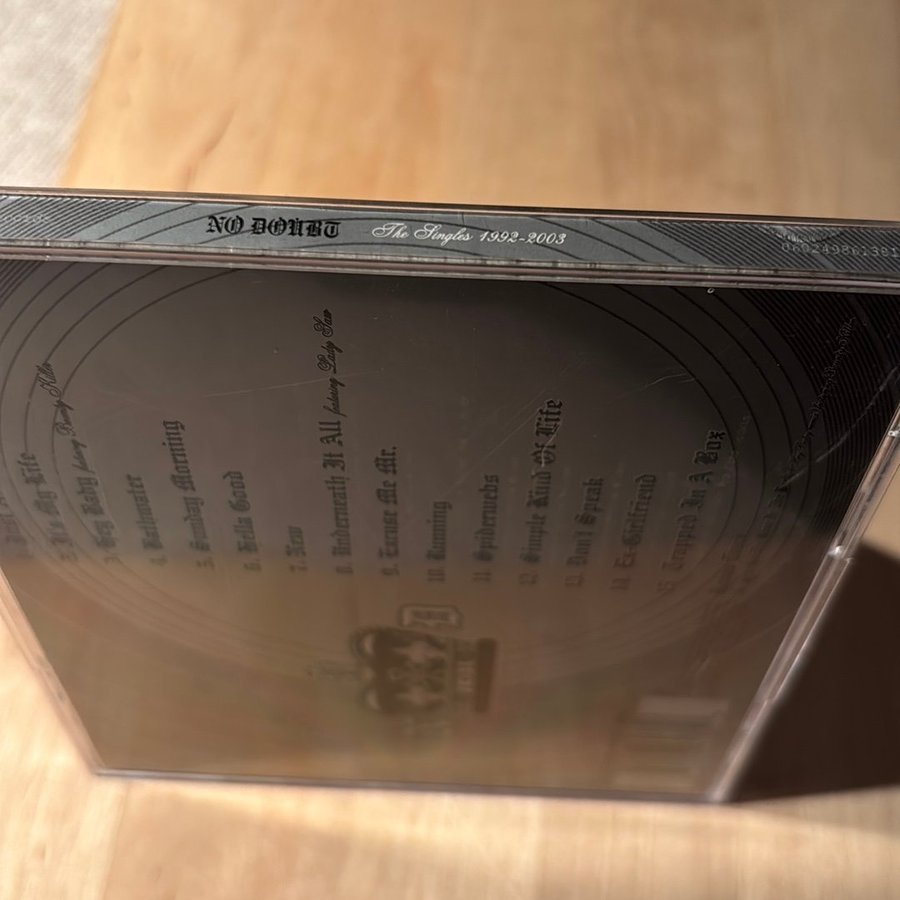 NO DOUBT The Singles 1992-2003
2. It's My Life
3. Hey Baby featuring Bounty Killer
4. Bathwater
5. Sunday Morning
6. Hella Good
7. New
8. Underneath It All featuring Lady Saw
9. Excuse Me Mr.
10. Running
11. Spiderwebs
12. Simple Kind Of Life
13. Don't Speak
14. Ex-Girlfriend
15. Trapped In A Box